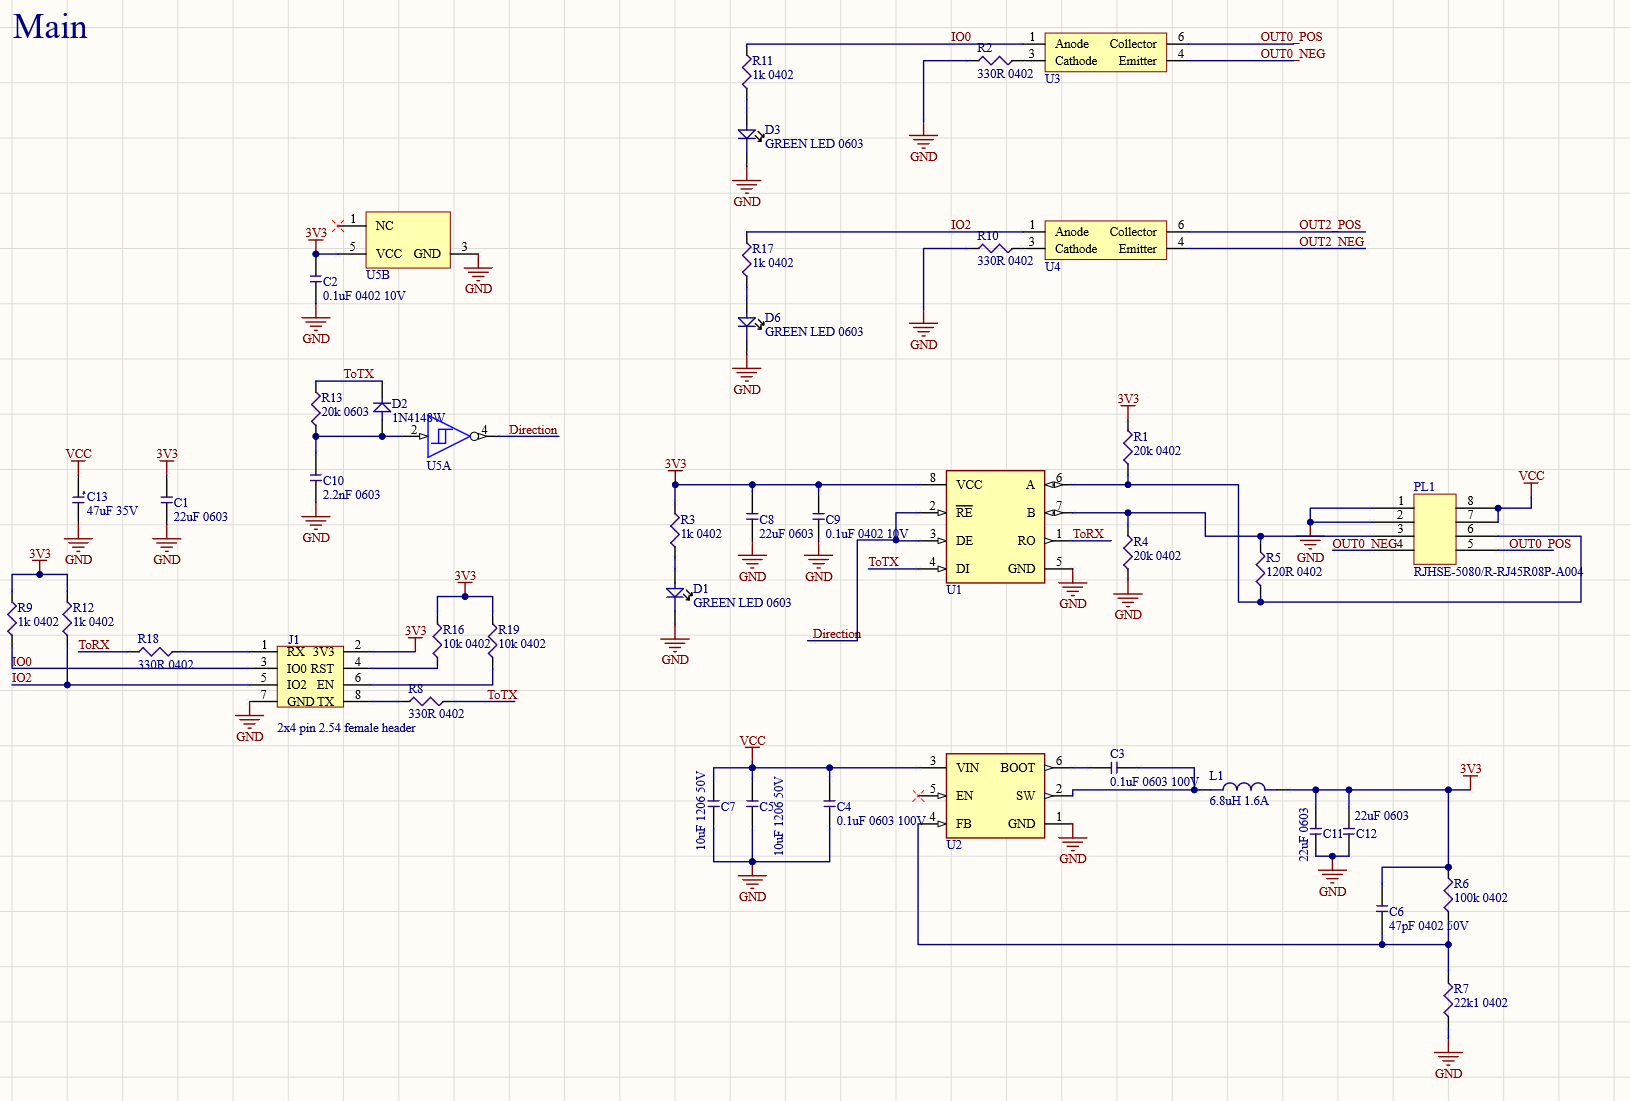 Main
IO0
R11
1k 0402
D3
GREEN LED 0603
GND
R2
330R 0402
GND
1 Anode Collector 6
3 Cathode Emitter 4
U3
OUT0_POS
OUT0_NEG
IO2
R17
1k 0402
D6
GREEN LED 0603
GND
R10
330R 0402
GND
1 Anode Collector 6
3 Cathode Emitter 4
U4
OUT2_POS
OUT2_NEG
3V3
1 NC
5 VCC GND 3
U5B
GND
C2
0.1uF 0402 10V
GND
ToTX
R13
20k 0603
D2
1N4148W
2
4
Direction
U5A
C10
2.2nF 0603
GND
VCC
C13
47uF 35V
GND
3V3
C1
22uF 0603
GND
3V3
R9
1k 0402
R12
1k 0402
ToRX
R18
330R 0402
IO0
IO2
J1
1 RX 3V3 2
3 IO0 RST 4
5 IO2 EN 6
7 GND TX 8
2x4 pin 2.54 female header
GND
3V3
3V3
R16
10k 0402
R19
10k 0402
R8
330R 0402
ToTX
3V3
R3
1k 0402
D1
GREEN LED 0603
GND
C8
22uF 0603
GND
C9
0.1uF 0402 10V
GND
ToTX
Direction
8 VCC A 6
2 RE B 7
3 DE RO 1
4 DI GND 5
U1
ToRX
GND
3V3
R1
20k 0402
R4
20k 0402
GND
R5
120R 0402
GND
OUT0_NEG
PL1
1 8
2 7
3 6
4 5
RJHSE-5080/R-RJ45R08P-A004
VCC
OUT0_POS
VCC
10uF 1206 50V
C7
C5
10uF 1206 50V
C4
0.1uF 0603 100V
GND
3 VIN BOOT 6
5 EN SW 2
4 FB GND 1
U2
GND
C3
0.1uF 0603 100V
L1
6.8uH 1.6A
22uF 0603
C11
22uF 0603
C12
GND
3V3
R6
100k 0402
C6
47pF 0402 50V
R7
22k1 0402
GND